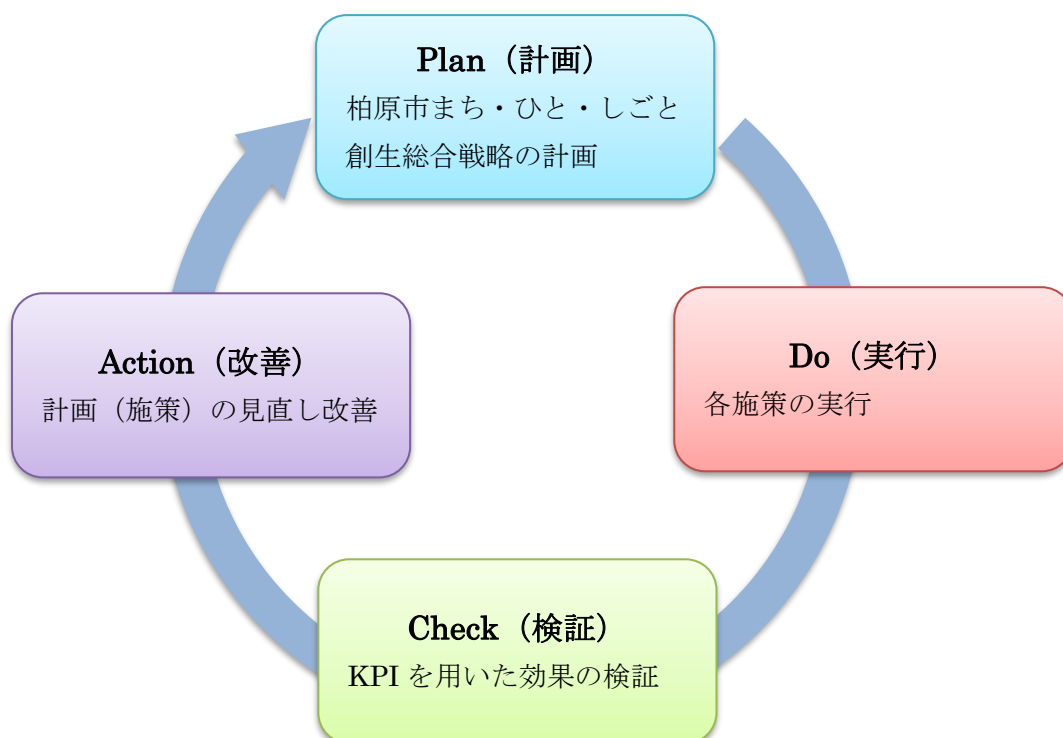 Plan（計画）
柏原市まち・ひと・しごと
創生総合戦略の計画
Do（実行）
各施策の実行
Check（検証）
KPI を用いた効果の検証
Action（改善）
計画（施策）の見直し改善